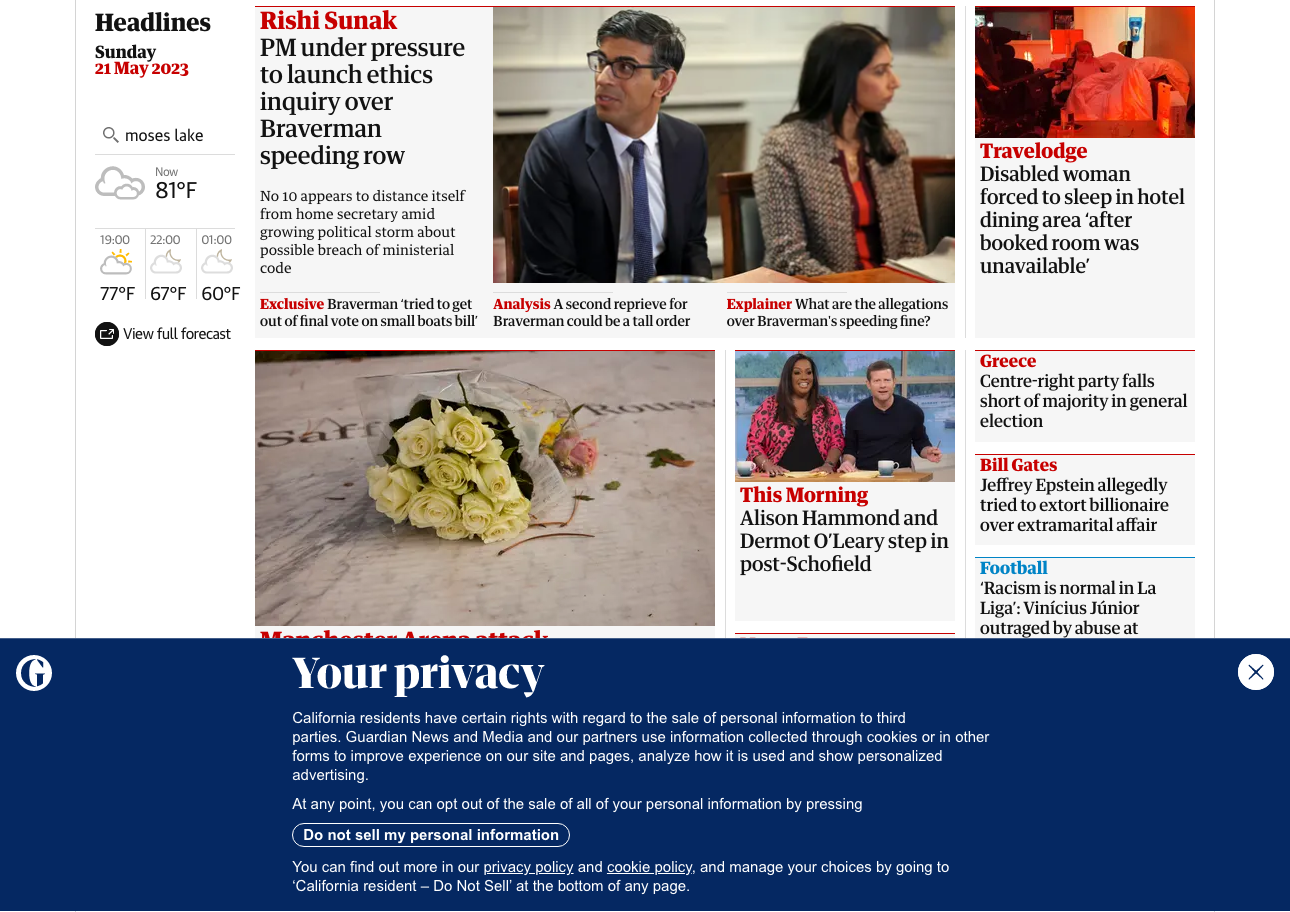 Headlines
Sunday
21 May 2023
moses lake
Now
81°F
19:00
22:00
01:00
77°F
67°F
60°F
View full forecast
Rishi Sunak
PM under pressure
to launch ethics
inquiry over
Braverman
speeding row
No 10 appears to distance itself
from home secretary amid
growing political storm about
possible breach of ministerial
code
Exclusive Braverman ‘tried to get
out of final vote on small boats bill’
Analysis A second reprieve for
Braverman could be a tall order
Explainer What are the allegations
over Braverman's speeding fine?
Travelodge
Disabled woman
forced to sleep in hotel
dining area ‘after
booked room was
unavailable’
Saff
Rouss
Manchester Arena attack
This Morning
Alison Hammond and
Dermot O’Leary step in
post-Schofield
Greece
Centre-right party falls
short of majority in general
election
Bill Gates
Jeffrey Epstein allegedly
tried to extort billionaire
over extramarital affair
Football
‘Racism is normal in La
Liga’: Vinícius Júnior
outraged by abuse at
G
Your privacy
California residents have certain rights with regard to the sale of personal information to third
parties. Guardian News and Media and our partners use information collected through cookies or in other
forms to improve experience on our site and pages, analyze how it is used and show personalized
advertising.
At any point, you can opt out of the sale of all of your personal information by pressing
Do not sell my personal information
You can find out more in our privacy policy and cookie policy, and manage your choices by going to
‘California resident – Do Not Sell’ at the bottom of any page.